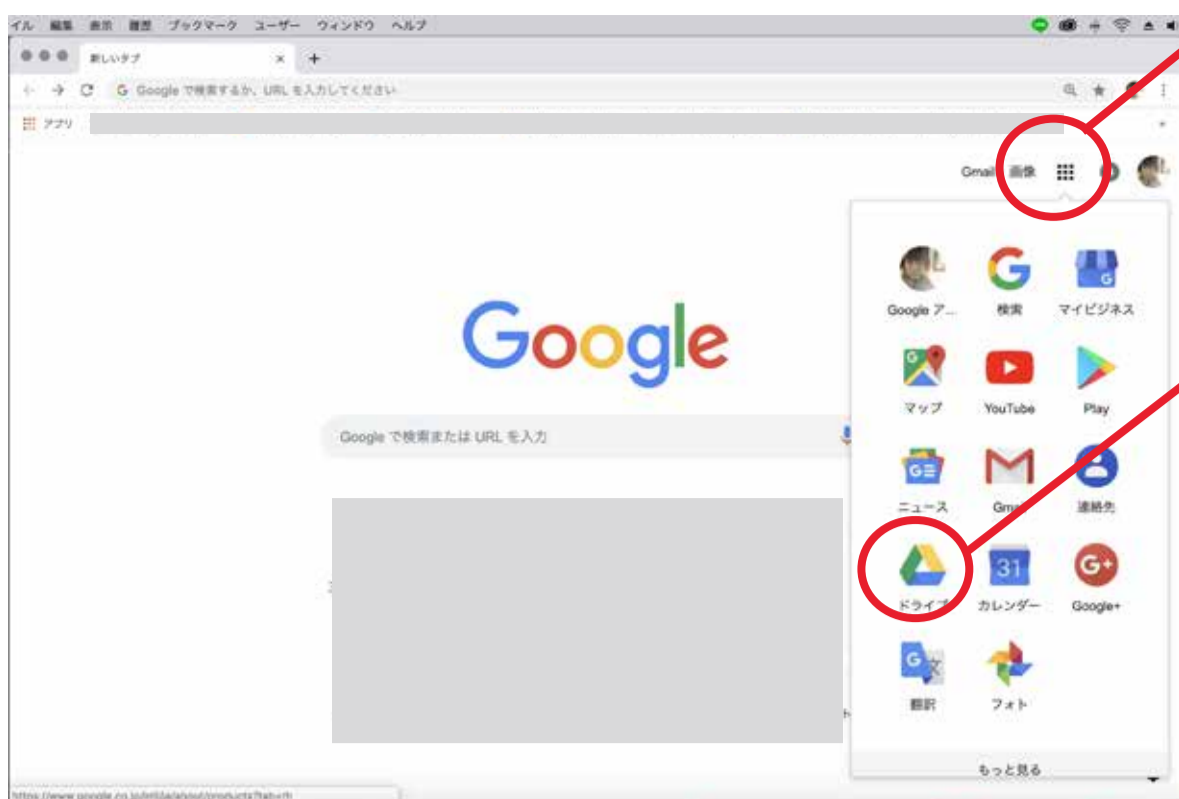 イル 編集 表示 履歴 ブックマーク ユーザー ウィンドウ ヘルプ
新しいタブ
G Google で検索するか、URL を入力してください
アプリ
Gmail 画像
Google ア... 検索 マイビジネス
マップ YouTube Play
ニュース Gmail 連絡先
31
G+
ドライブ カレンダー Google+
翻訳 フォト
もっと見る
Google
Google で検索または URL を入力